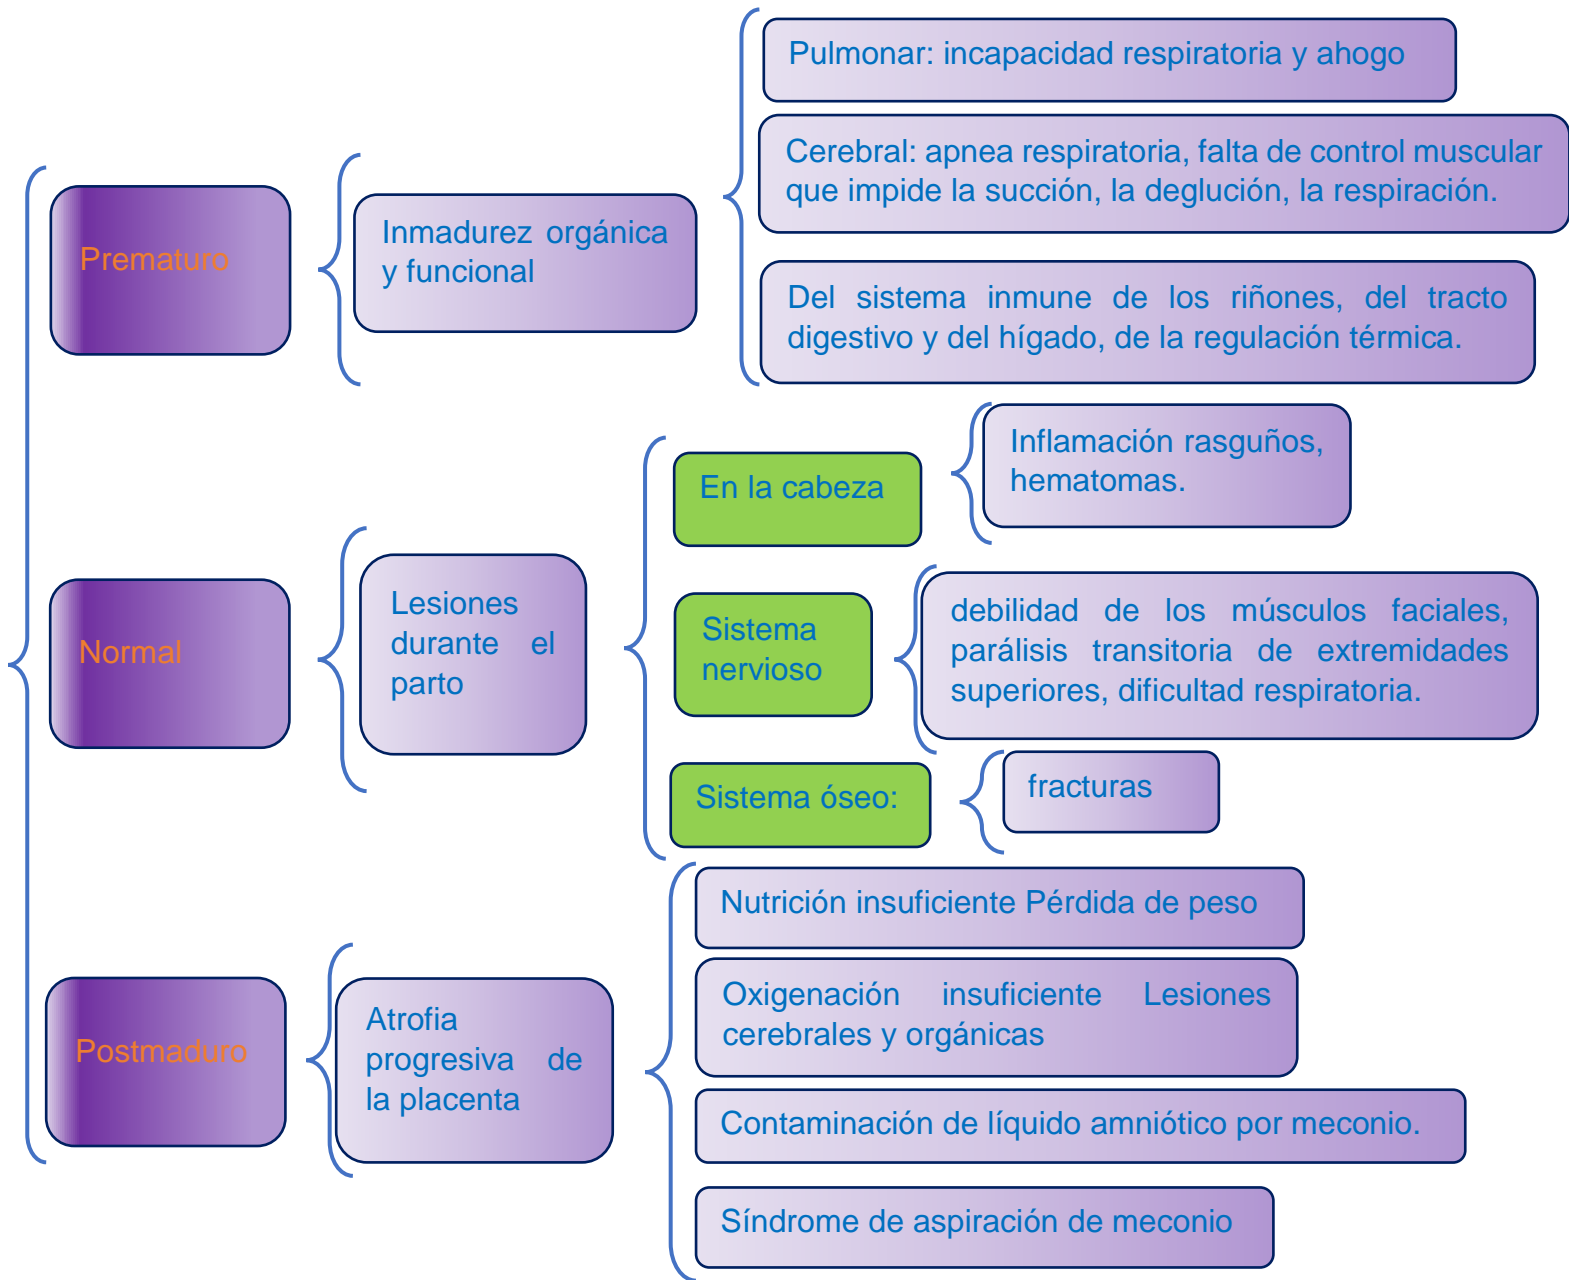 Prematuro
Inmadurez orgánica
y funcional
Pulmonar: incapacidad respiratoria y ahogo
Cerebral: apnea respiratoria, falta de control muscular
que impide la succión, la deglución, la respiración.
Del sistema inmune de los riñones, del tracto
digestivo y del hígado, de la regulación térmica.
Normal
Lesiones
durante el
parto
En la cabeza
Inflamación rasguños,
hematomas.
Sistema
nervioso
debilidad de los músculos faciales,
parálisis transitoria de extremidades
superiores, dificultad respiratoria.
Sistema óseo:
fracturas
Postmaduro
Atrofia
progresiva de
la placenta
Nutrición insuficiente Pérdida de peso
Oxigenación insuficiente Lesiones
cerebrales y orgánicas
Contaminación de líquido amniótico por meconio.
Síndrome de aspiración de meconio